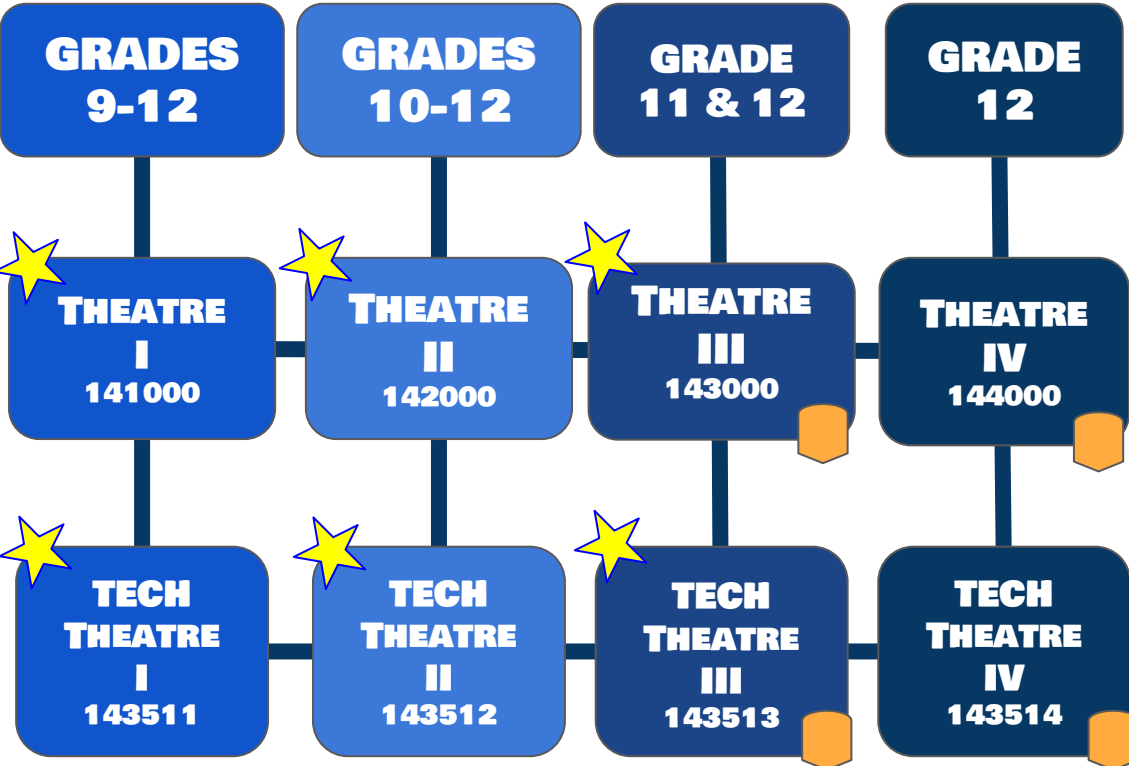 GRADES
9-12
GRADES
10-12
GRADE
11 & 12
GRADE
12
THEATRE
I
141000
THEATRE
II
142000
THEATRE
III
143000
THEATRE
IV
144000
TECH
THEATRE
I
143511
TECH
THEATRE
II
143512
TECH
THEATRE
III
143513
TECH
THEATRE
IV
143514